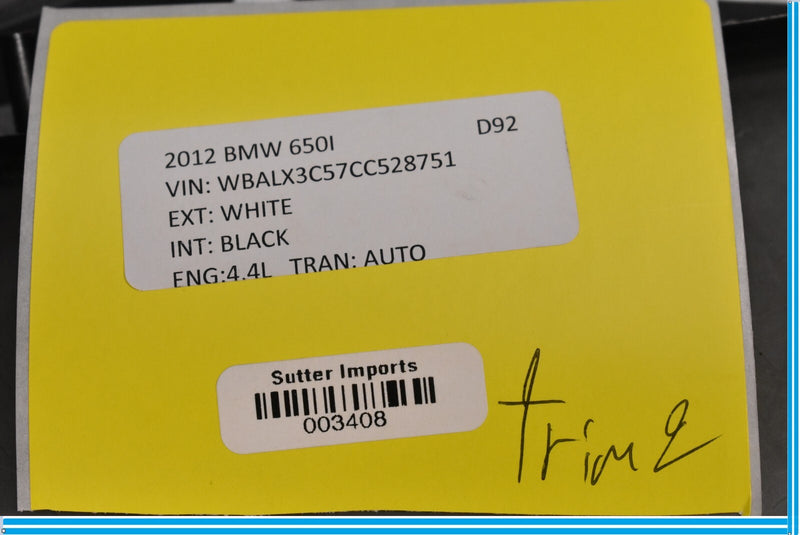 2012 BMW 650I D92
VIN: WBALX3C57CC528751
EXT: WHITE
INT: BLACK
ENG:4.4L TRAN: AUTO
Sutter Imports
003408
trim 2